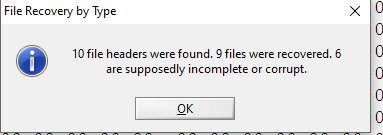 File Recovery by Type
10 file headers were found. 9 files were recovered. 6
are supposedly incomplete or corrupt.
OK